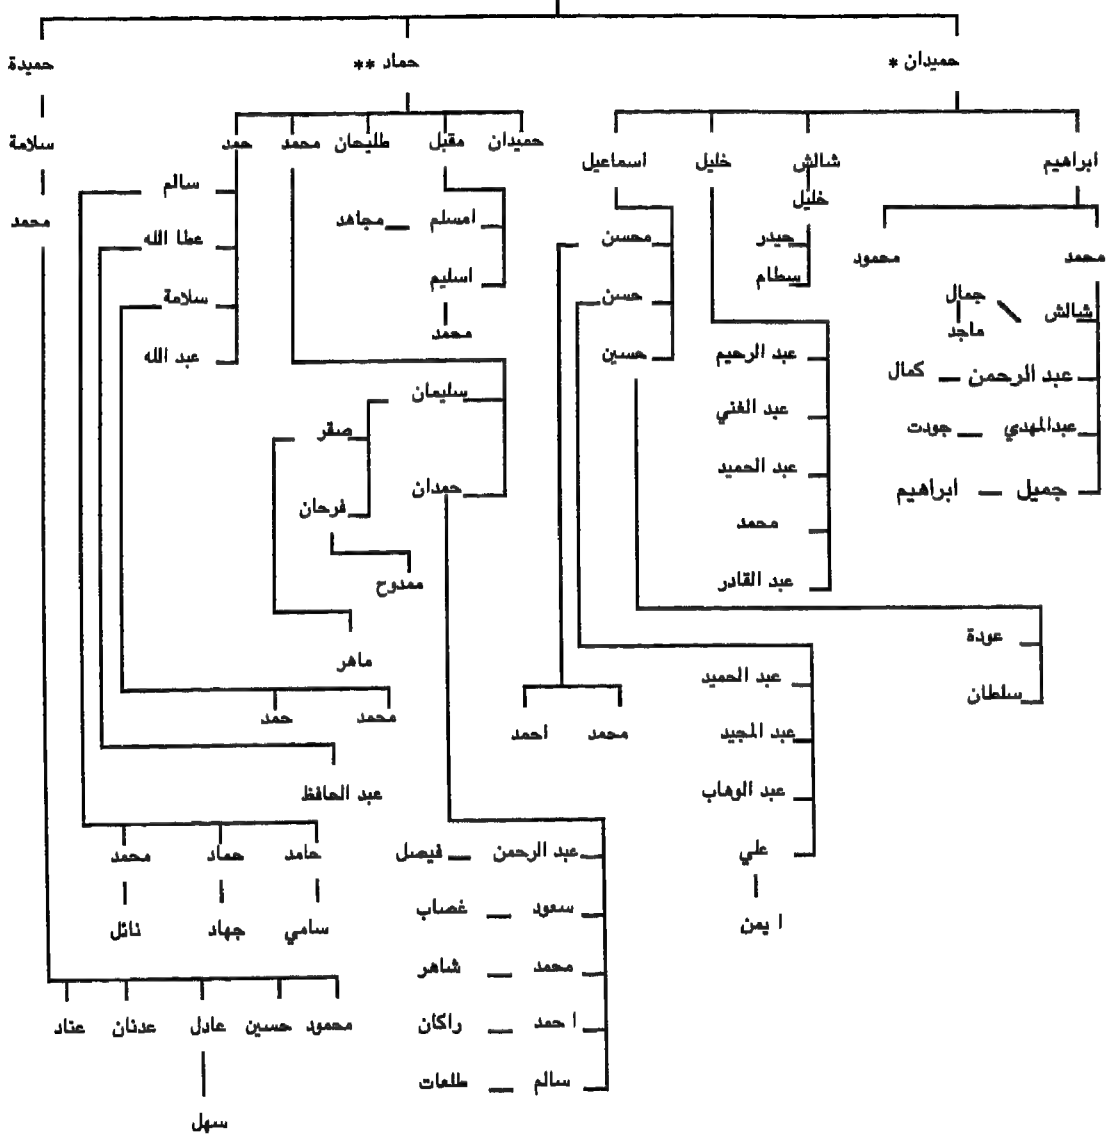 حميدان *
حماد **
حميدة
حميدان
مقبل
طليحان
محمد
حمد
سلامة
ابراهيم
شالش
خليل
اسماعيل
خليل
سالم
امسلم
مجاهد
محمد
محمد
محمود
حيدر
محسن
عطا الله
سطام
اسليم
جمال
شالش
حسن
سلامة
ماجد
محمد
عبد الله
حسين
عبد الرحيم
عبد الرحمن
كمال
سليمان
عبد الغني
عبدالمهدي
جودت
صقر
عبد الحميد
جميل
ابراهيم
حمدان
فرحان
محمد
عبد القادر
ممدوح
عودة
ماهر
عبد الحميد
سلطان
محمد
حمد
عبد المجيد
محمد
احمد
عبد الوهاب
عبد الحافظ
علي
عبد الرحمن
فيصل
حامد
حماد
محمد
ا يمن
سعود
غصاب
سامي
جهاد
نائل
محمد
شاهر
احمد
راكان
محمود
حسين
عادل
عدنان
عناد
سالم
طلعات
سهل